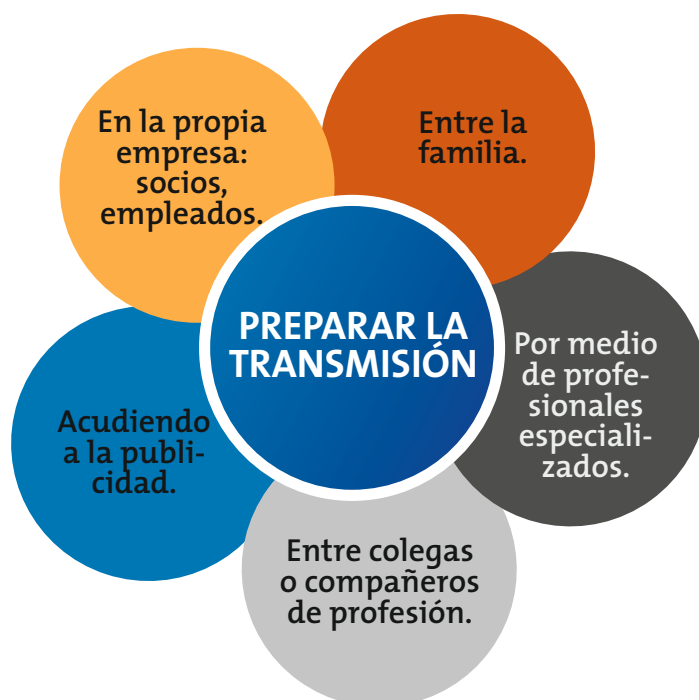 En la propia
empresa:
socios,
empleados.
Entre la
familia.
PREPARAR LA
TRANSMISIÓN
Por medio
de profe-
sionales
especiali-
zados.
Acudiendo
a la publi-
cidad.
Entre colegas
o compañeros
de profesión.